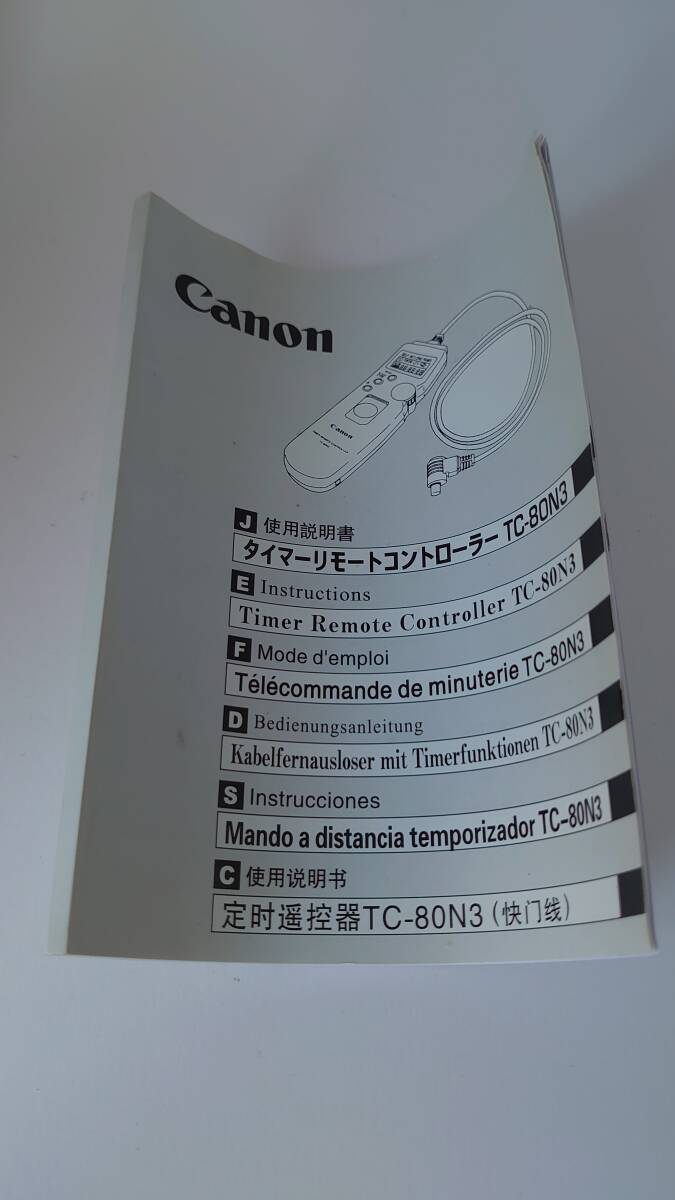 Canon
Canon
J 使用説明書
タイマーリモートコントローラー TC-80N3
E Instructions
Timer Remote Controller TC-80N3
F Mode d'emploi
Télécommande de minuterie TC-80N3
D Bedienungsanleitung
Kabelfernausloser mit Timerfunktionen TC-80N3
S Instrucciones
Mando a distancia temporizador TC-80N3
C 使用说明书
定时遥控器TC-80N3（快门线）